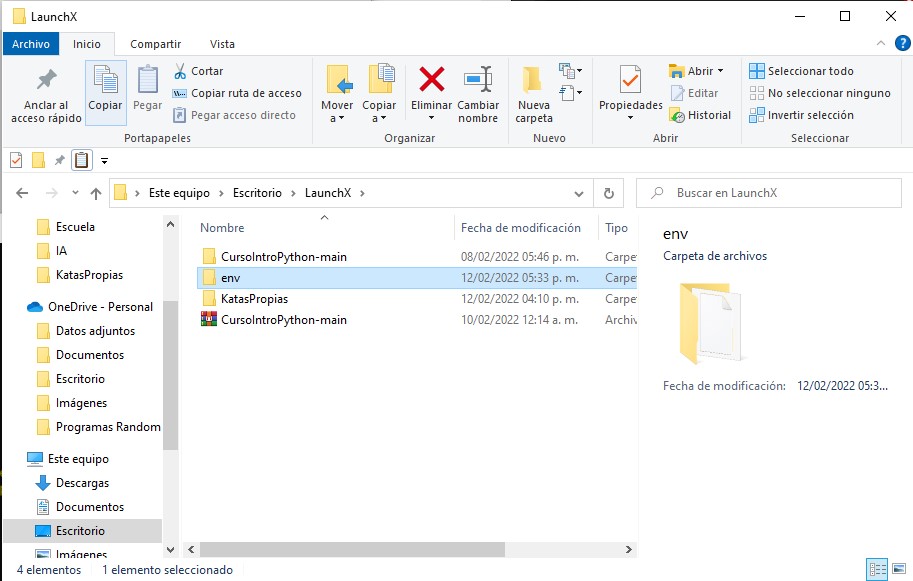 LaunchX
Archivo Inicio Compartir Vista
Anclar al acceso rápido
Copiar
Pegar
Cortar
Copiar ruta de acceso
Pegar acceso directo
Portapapeles
Mover a
Copiar a
Eliminar
Cambiar nombre
Organizar
Nueva carpeta
Nuevo
Propiedades
Abrir
Editar
Historial
Abrir
Seleccionar todo
No seleccionar ninguno
Invertir selección
Seleccionar
Este equipo > Escritorio > LaunchX >
Buscar en LaunchX
Escuela
IA
KatasPropias
OneDrive - Personal
Datos adjuntos
Documentos
Escritorio
Imágenes
Programas Random
Este equipo
Descargas
Documentos
Escritorio
Imágenes
Nombre Fecha de modificación Tipo
CursoIntroPython-main 08/02/2022 05:46 p. m. Carpe
env 12/02/2022 05:33 p. m. Carpe
KatasPropias 12/02/2022 04:10 p. m. Carpe
CursoIntroPython-main 10/02/2022 12:14 a. m. Archiv
env
Carpeta de archivos
Fecha de modificación: 12/02/2022 05:3...
4 elementos 1 elemento seleccionado